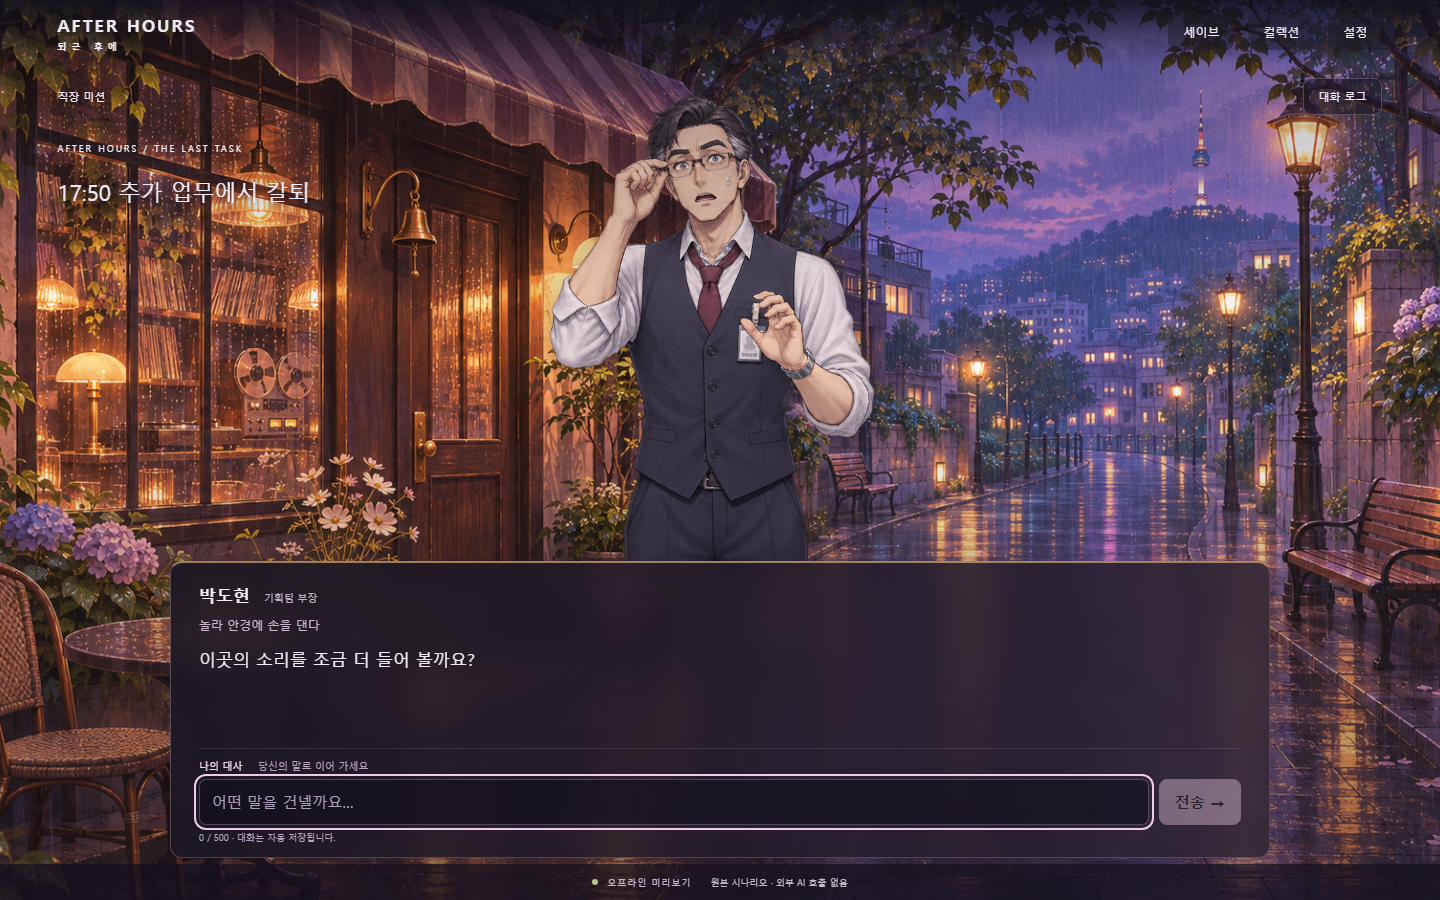 AFTER HOURS
퇴근 후에
세이브
컬렉션
설정
직장 미션
대화 로그
AFTER HOURS / THE LAST TASK
17:50 추가 업무에서 칼퇴
박도현 기획팀 부장
놀라 안경에 손을 댄다
이곳의 소리를 조금 더 들어 볼까요?
나의 대사 당신의 말로 이어 가세요
어떤 말을 건넬까요...
전송 →
0 / 500 · 대화는 자동 저장됩니다.
오프라인 미리보기 원본 시나리오 · 외부 AI 호출 없음